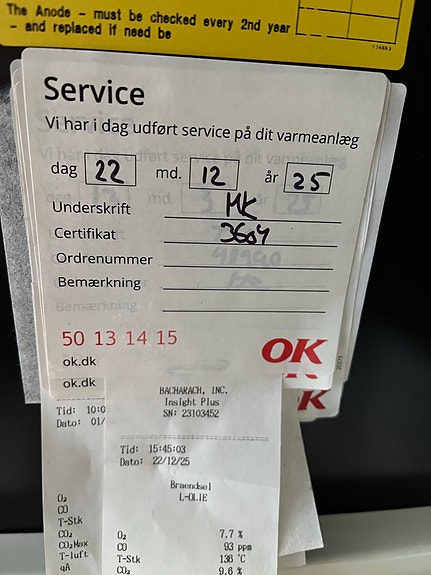 The Anode - must be checked every 2nd year
- and replaced if need be
Service
Vi har i dag udført service på dit varmeanlæg
dag 22 md. 12 år 25
Underskrift MK
Certifikat 3604
Ordrenummer
Bemærkning
50 13 14 15
ok.dk
OK
ok.dk
Tid: 10:0
Dato: 01/
O₂
CO
T-Stk
CO₂
CO₂Max
T-luft
qA
BACHARACH, INC.
Insight Plus
SN: 23103452
Tid: 15:45:03
Dato: 22/12/25
Braendsel
L-OLIE
O₂ 7.7 %
CO 93 ppm
T-Stk 136 °C
CO₂ 9.6 %